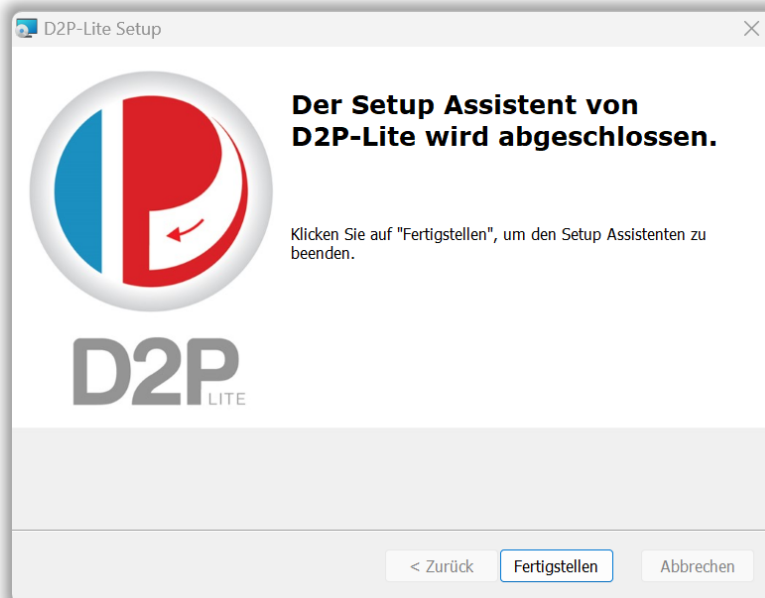 D2P-Lite Setup
Der Setup Assistent von
D2P-Lite wird abgeschlossen.
Klicken Sie auf "Fertigstellen", um den Setup Assistenten zu
beenden.
D2P
LITE
< Zurück Fertigstellen Abbrechen